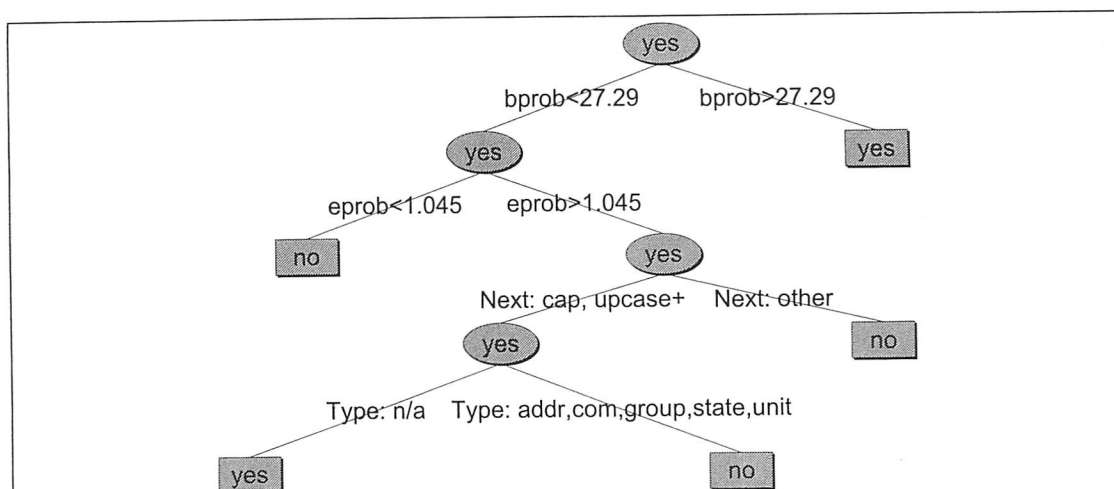 yes
bprob<27.29 bprob>27.29
yes yes
eprob<1.045 eprob>1.045
no yes
Next: cap, upcase+ Next: other
yes no
Type: n/a Type: addr,com,group,state,unit
yes no